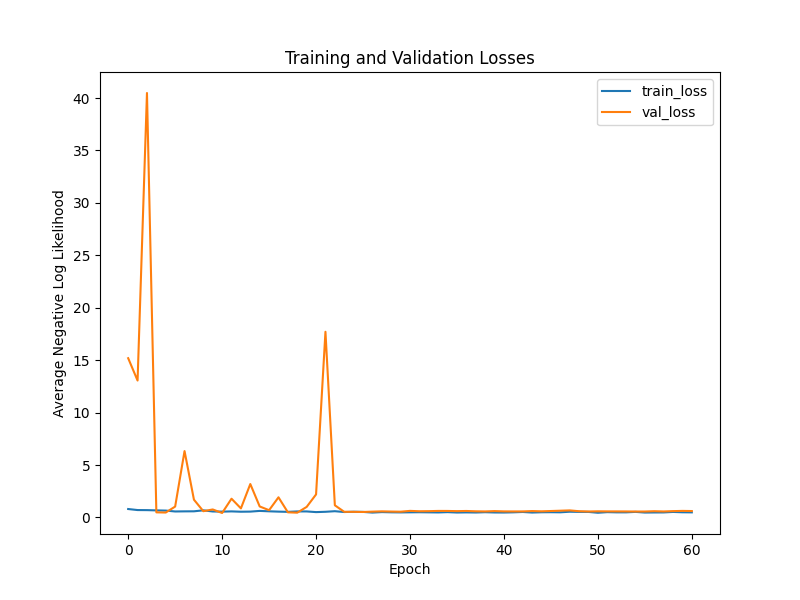 Training and Validation Losses
train_loss
val_loss
Average Negative Log Likelihood
40
35
30
25
20
15
10
5
0
0 10 20 30 40 50 60
Epoch